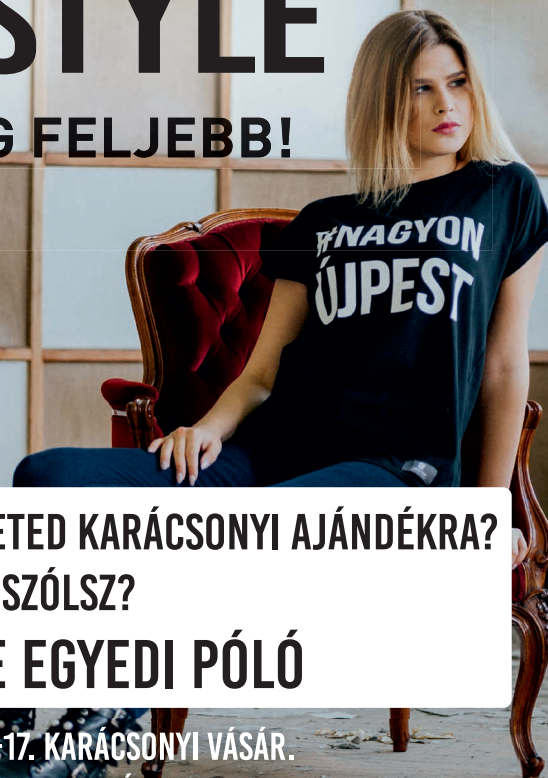 STYLE
G FELJEBB!
#NAGYON
ÚJPEST
ETED KARÁCSONYI AJÁNDÉKRA?
SZÓLSZ?
E EGYEDI PÓLÓ
17. KARÁCSONYI VÁSÁR.